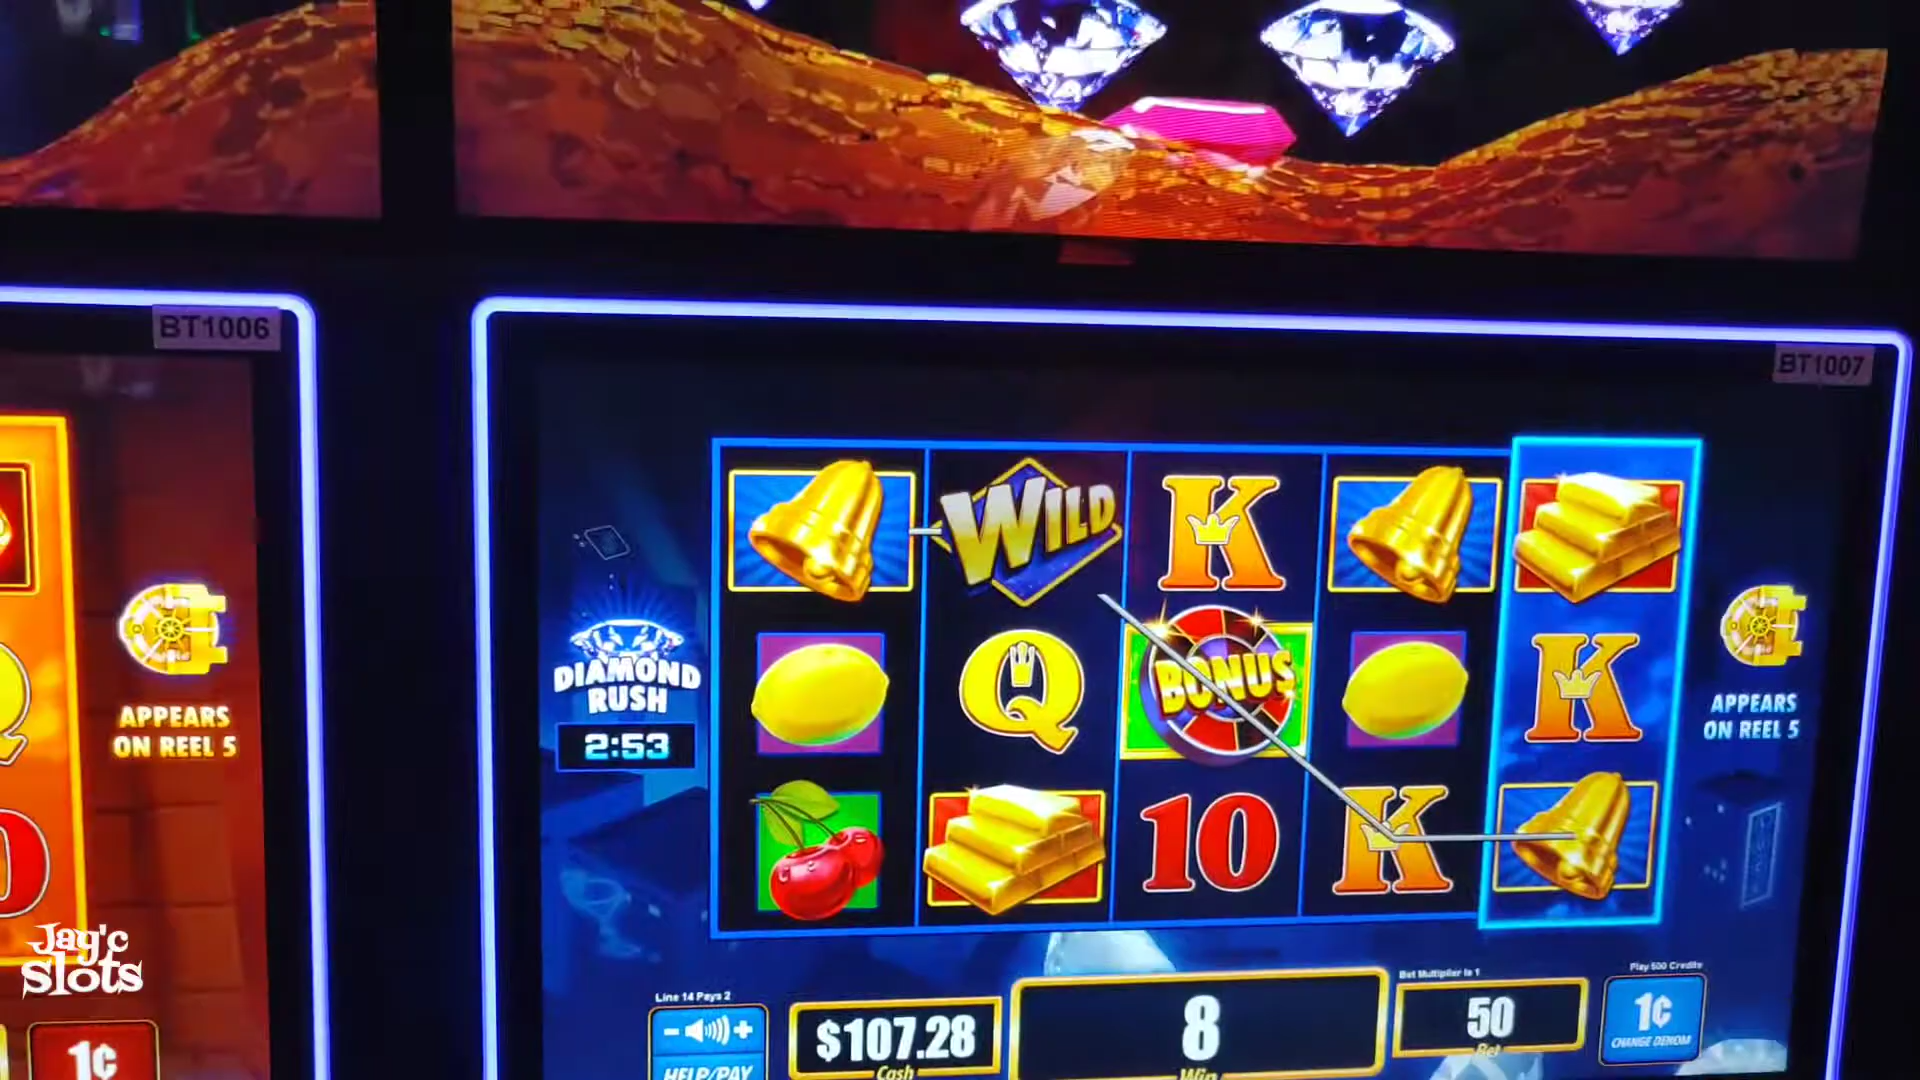 BT1006
BT1007
WILD
K
K
Q
BONUS
10
K
DIAMOND
RUSH
2:53
APPEARS
ON REEL 5
APPEARS
ON REEL 5
Jay'c
Slots
Line 14 Pays 2
- +
HELP/PAY
$107.28
Cash
8
Win
Bet Multiplier is 1
50
Bet
Play 500 Credits
1¢
CHANGE DENOM
1¢